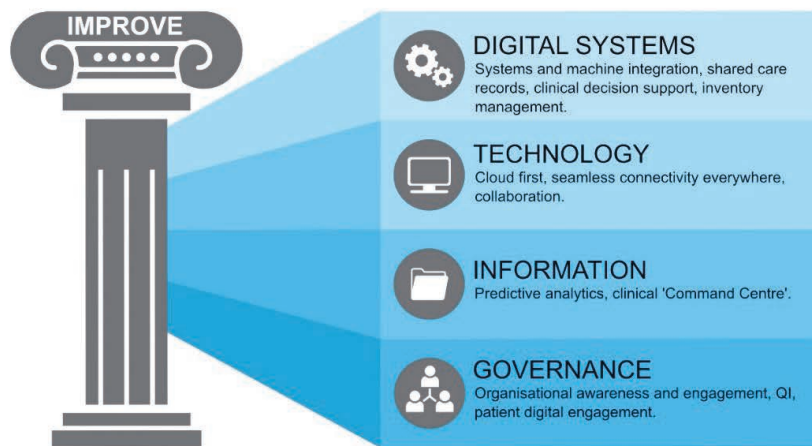 IMPROVE
DIGITAL SYSTEMS
Systems and machine integration, shared care
records, clinical decision support, inventory
management.
TECHNOLOGY
Cloud first, seamless connectivity everywhere,
collaboration.
INFORMATION
Predictive analytics, clinical 'Command Centre'.
GOVERNANCE
Organisational awareness and engagement, QI,
patient digital engagement.